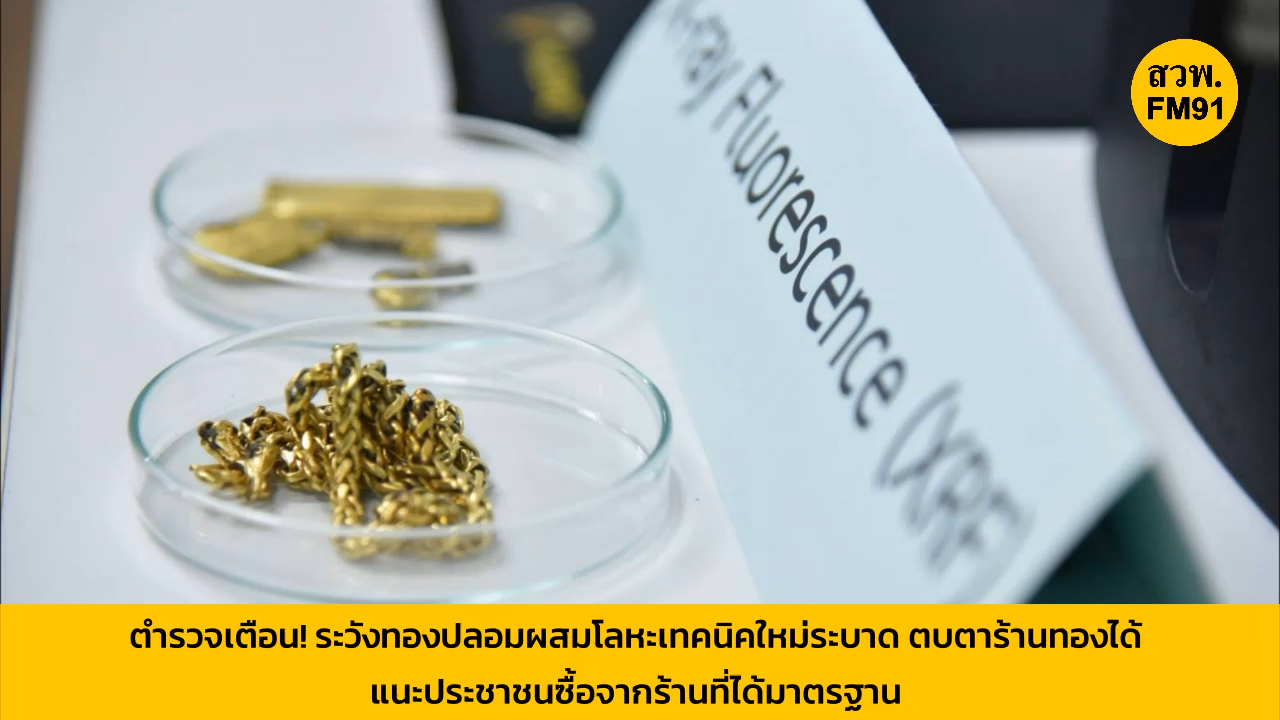 สวพ.
FM91
X-ray Fluorescence (XRF)
ตำรวจเตือน! ระวังทองปลอมผสมโลหะเทคนิคใหม่ระบาด ตบตาร้านทองได้
แนะประชาชนซื้อจากร้านที่ได้มาตรฐาน